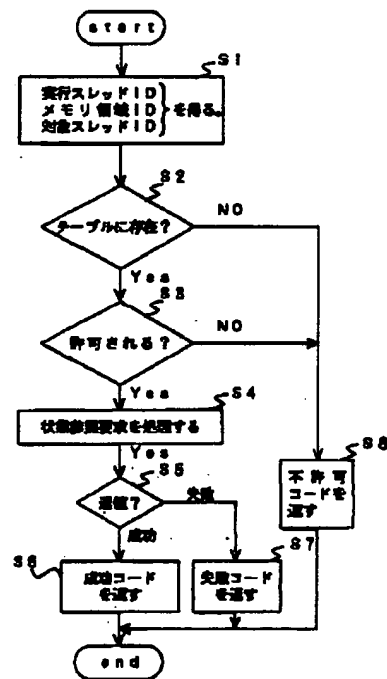 start
S1
実行スレッドID
メモリ領域ID
対象スレッドID
を得る。
S2
テーブルに存在?
NO
Yes
S3
許可される?
NO
Yes
S4
状態参照要求を処理する
Yes
S5
返値?
失敗
成功
S8
不許可
コードを
返す
S6
成功コード
を返す
S7
失敗コード
を返す
end